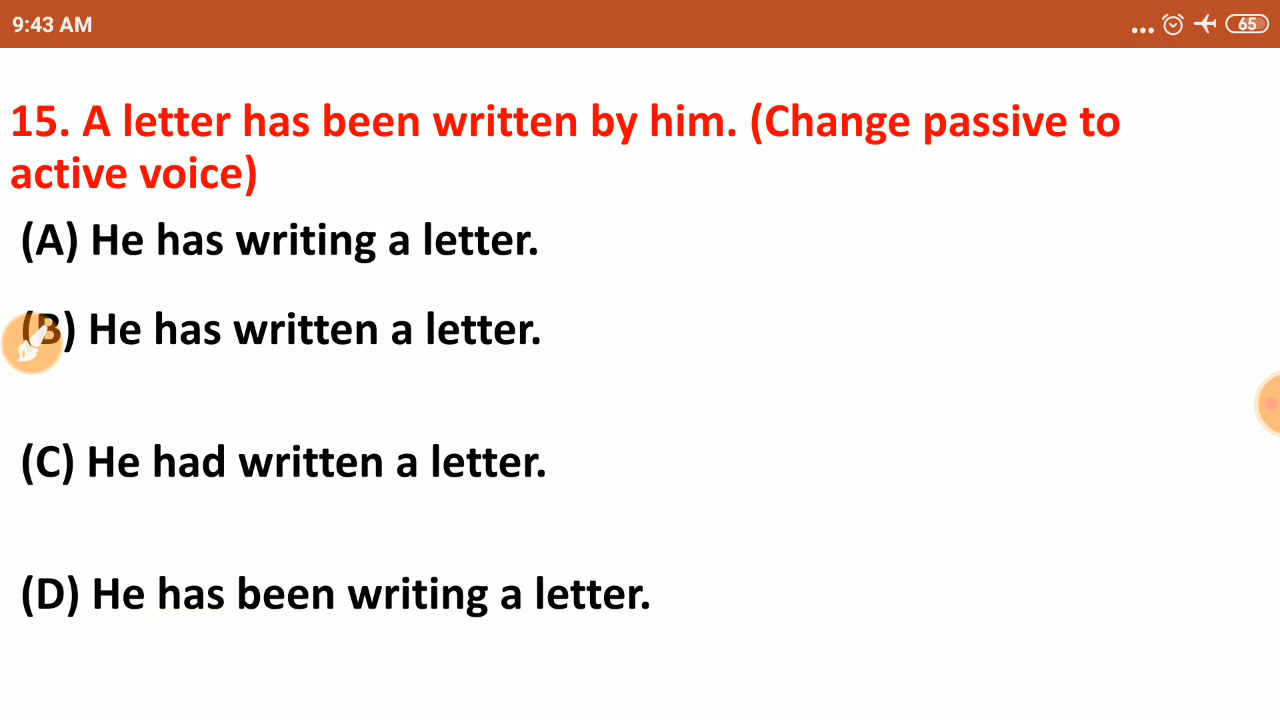 9:43 AM
65
15. A letter has been written by him. (Change passive to
active voice)
(A) He has writing a letter.
(B) He has written a letter.
(C) He had written a letter.
(D) He has been writing a letter.